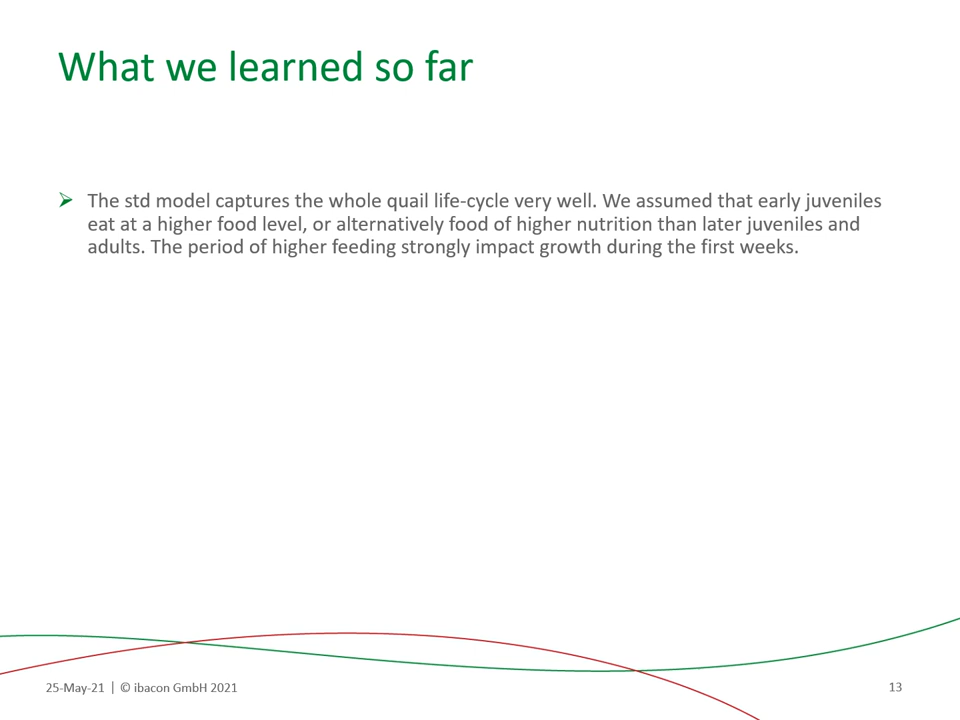 What we learned so far
The std model captures the whole quail life-cycle very well. We assumed that early juveniles
eat at a higher food level, or alternatively food of higher nutrition than later juveniles and
adults. The period of higher feeding strongly impact growth during the first weeks.
25-May-21 | © ibacon GmbH 2021
13